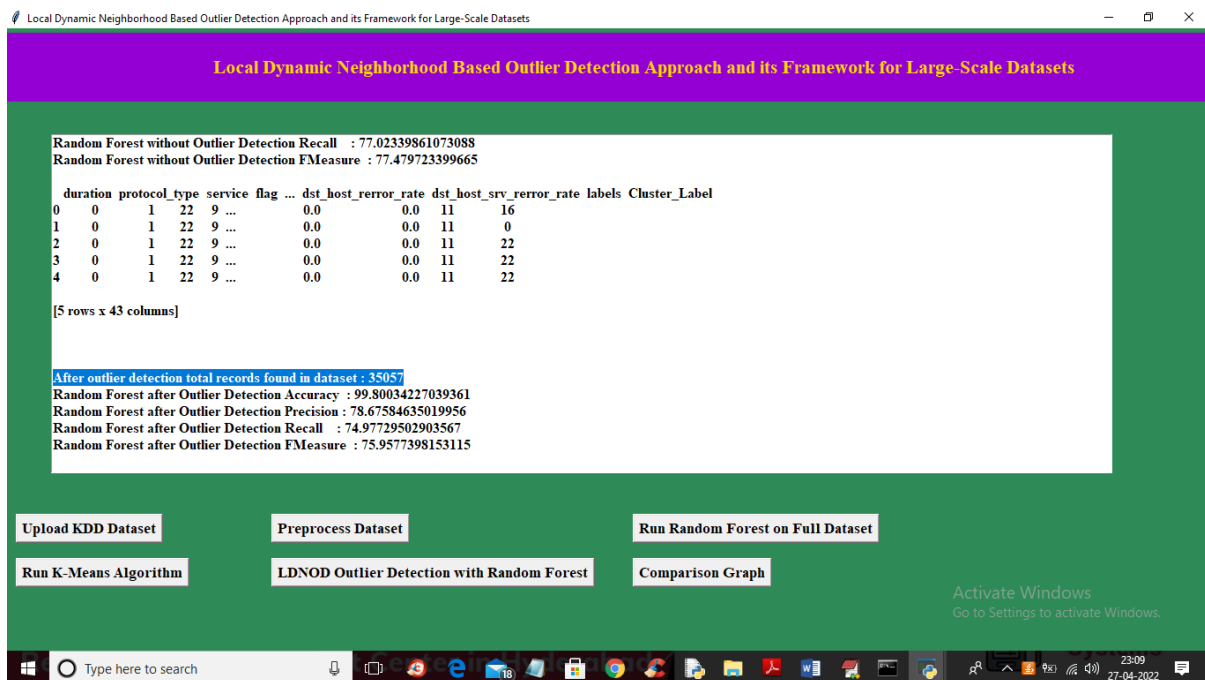 Local Dynamic Neighborhood Based Outlier Detection Approach and its Framework for Large-Scale Datasets
Local Dynamic Neighborhood Based Outlier Detection Approach and its Framework for Large-Scale Datasets
Random Forest without Outlier Detection Recall : 77.02339861073088
Random Forest without Outlier Detection FMeasure : 77.479723399665
duration protocol_type service flag ... dst_host_rerror_rate dst_host_srv_rerror_rate labels Cluster_Label
0 0 1 22 9 ... 0.0 0.0 11 16
1 0 1 22 9 ... 0.0 0.0 11 0
2 0 1 22 9 ... 0.0 0.0 11 22
3 0 1 22 9 ... 0.0 0.0 11 22
4 0 1 22 9 ... 0.0 0.0 11 22
[5 rows x 43 columns]
After outlier detection total records found in dataset : 35057
Random Forest after Outlier Detection Accuracy : 99.80034227039361
Random Forest after Outlier Detection Precision : 78.67584635019956
Random Forest after Outlier Detection Recall : 74.97729502903567
Random Forest after Outlier Detection FMeasure : 75.9577398153115
Upload KDD Dataset Preprocess Dataset Run Random Forest on Full Dataset
Run K-Means Algorithm LDNOD Outlier Detection with Random Forest Comparison Graph
Activate Windows
Go to Settings to activate Windows.
Type here to search
18
23:09
27-04-2022